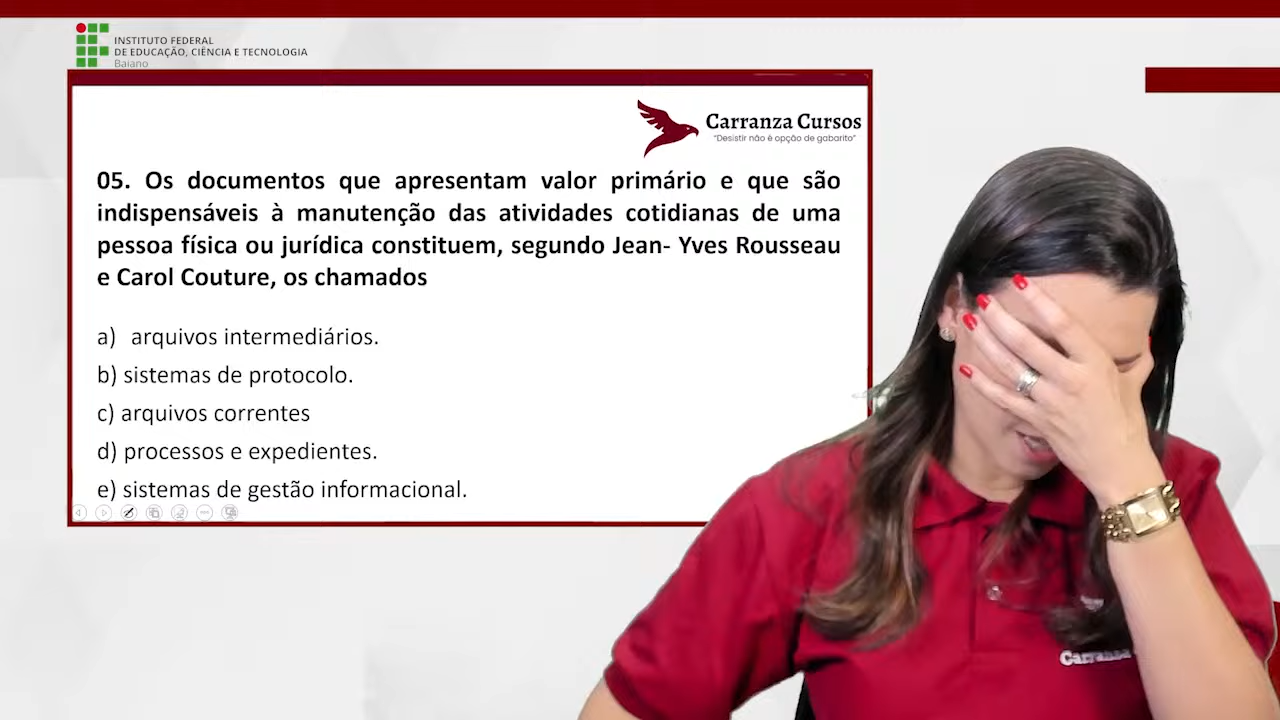 INSTITUTO FEDERAL
DE EDUCAÇÃO, CIÊNCIA E TECNOLOGIA
Baiano
Carranza Cursos
"Desistir não é opção de gabarito"
05. Os documentos que apresentam valor primário e que são
indispensáveis à manutenção das atividades cotidianas de uma
pessoa física ou jurídica constituem, segundo Jean- Yves Rousseau
e Carol Couture, os chamados
a) arquivos intermediários.
b) sistemas de protocolo.
c) arquivos correntes
d) processos e expedientes.
e) sistemas de gestão informacional.